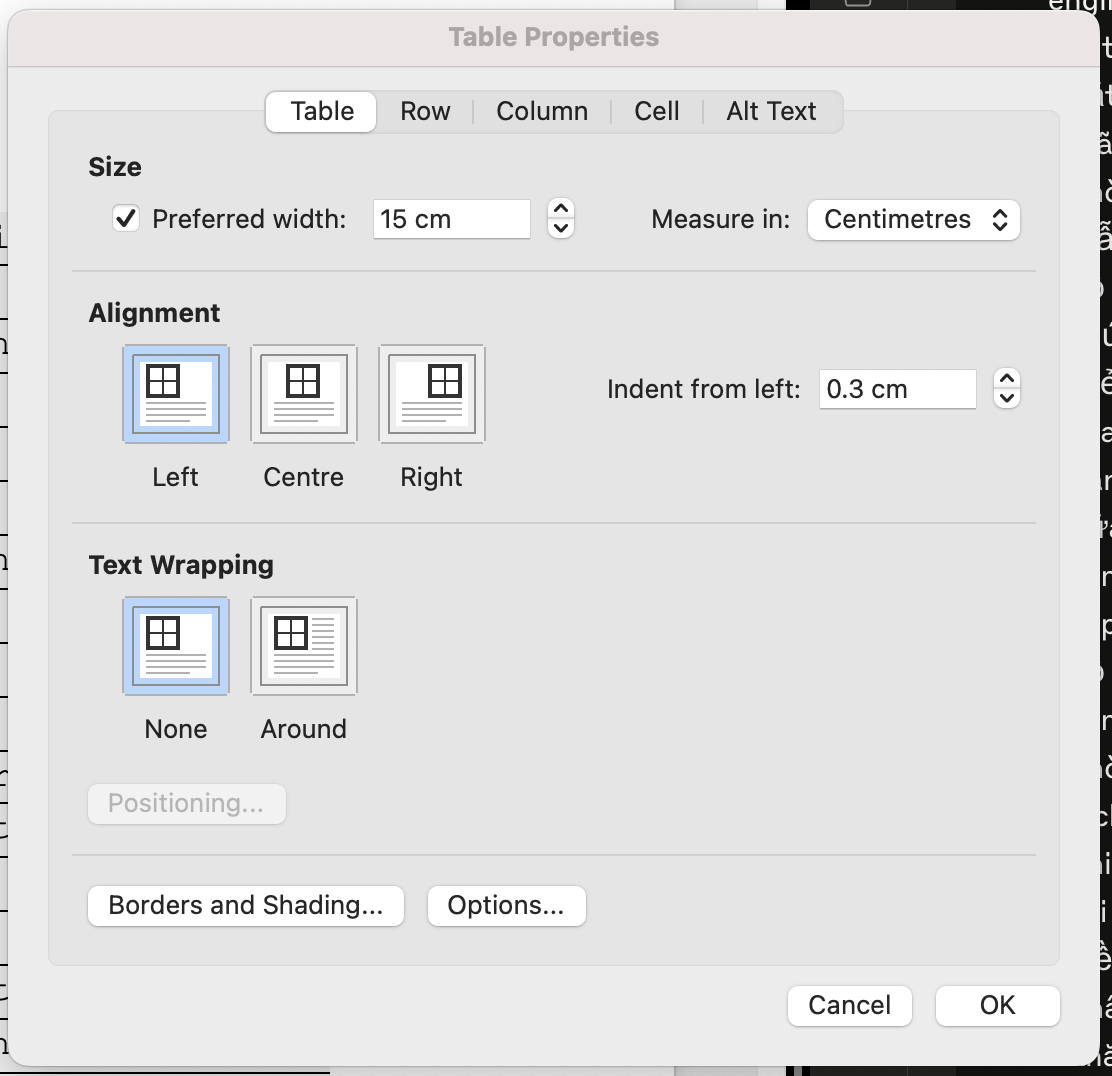 Table Properties
Table Row Column Cell Alt Text
Size
Preferred width: 15 cm Measure in: Centimetres
Alignment
Indent from left: 0.3 cm
Left Centre Right
Text Wrapping
None Around
Positioning...
Borders and Shading... Options...
Cancel OK